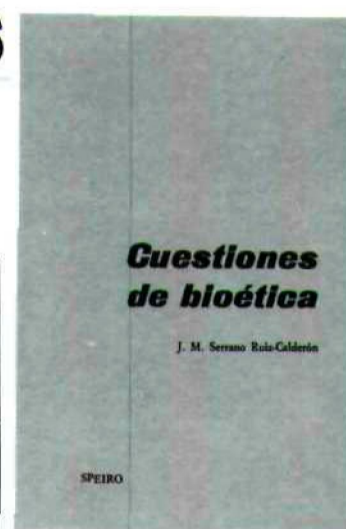 Cuestiones
de bioética
J. M. Serrano Ruiz-Calderón
SPEIRO